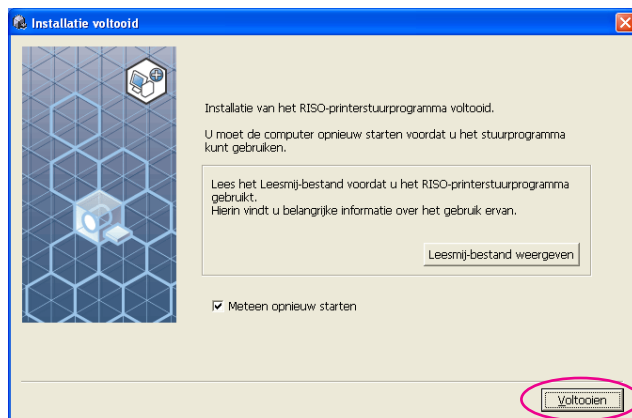 Installatie voltooid
Installatie van het RISO-printerstuurprogramma voltooid.
U moet de computer opnieuw starten voordat u het stuurprogramma
kunt gebruiken.
Lees het Leesmij-bestand voordat u het RISO-printerstuurprogramma
gebruikt.
Hierin vindt u belangrijke informatie over het gebruik ervan.
Leesmij-bestand weergeven
Meteen opnieuw starten
Voltooien